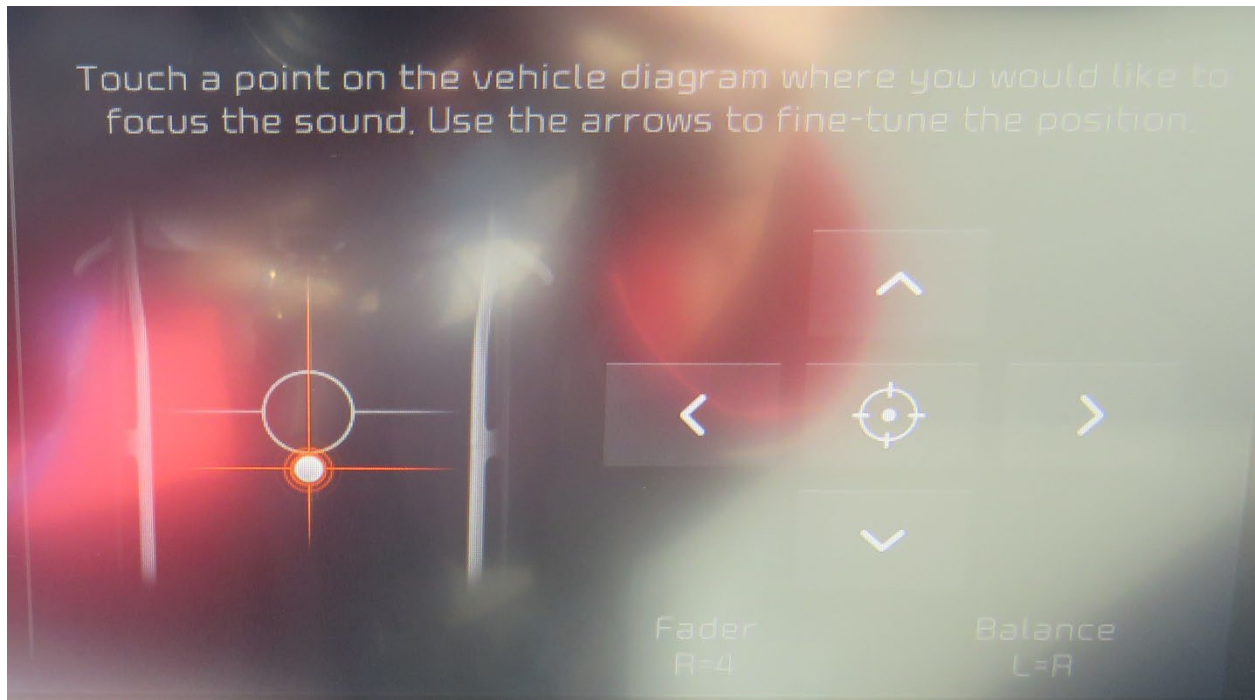 Touch a point on the vehicle diagram where you would like to
focus the sound. Use the arrows to fine-tune the position.
Fader
Balance
R=4
L=R